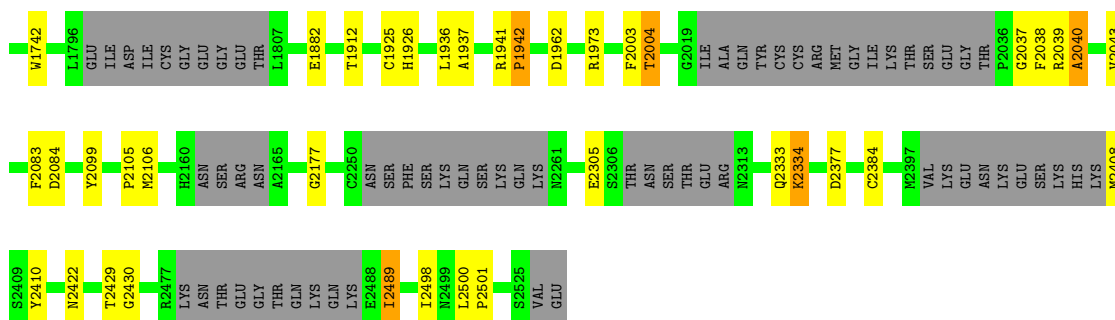 W1742 L1796 GLU ILE ASP ILE CYS GLY GLU GLY GLU THR L1807 E1882 T1912 C1925 H1926 L1936 A1937 R1941 P1942 D1962 R1973 F2003 T2004 G2019 ILE ALA GLN TYR CYS CYS ARG MET GLY ILE LYS THR SER GLU GLY THR P2036 G2037 F2038 R2039 A2040
F2083 D2084 Y2099 P2105 M2106 H2160 ASN SER ARG ASN A2165 G2177 C2250 ASN SER PHE SER LYS GLN SER LYS GLN LYS N2261 E2305 S2306 THR ASN SER THR GLU ARG N2313 Q2333 K2334 D2377 C2384 M2397 VAL LYS GLU ASN LYS GLU SER LYS HIS LYS M2408
S2409 Y2410 N2422 T2429 G2430 R2477 LYS ASN THR GLU GLY THR GLN LYS GLN LYS E2488 I2489 I2498 N2499 L2500 P2501 S2525 VAL GLU